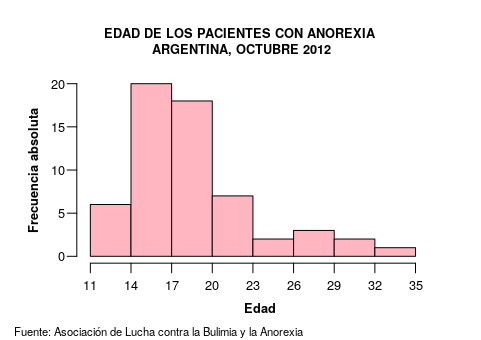 EDAD DE LOS PACIENTES CON ANOREXIA
ARGENTINA, OCTUBRE 2012
Frecuencia absoluta
20
15
10
5
0
11 14 17 20 23 26 29 32 35
Edad
Fuente: Asociación de Lucha contra la Bulimia y la Anorexia